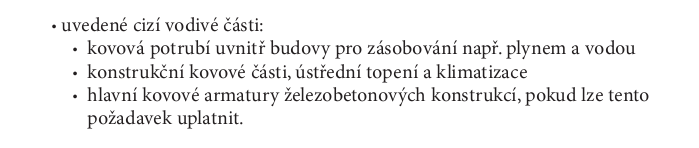 • uvedené cizí vodivé části:
• kovová potrubí uvnitř budovy pro zásobování např. plynem a vodou
• konstrukční kovové části, ústřední topení a klimatizace
• hlavní kovové armatury železobetonových konstrukcí, pokud lze tento
požadavek uplatnit.